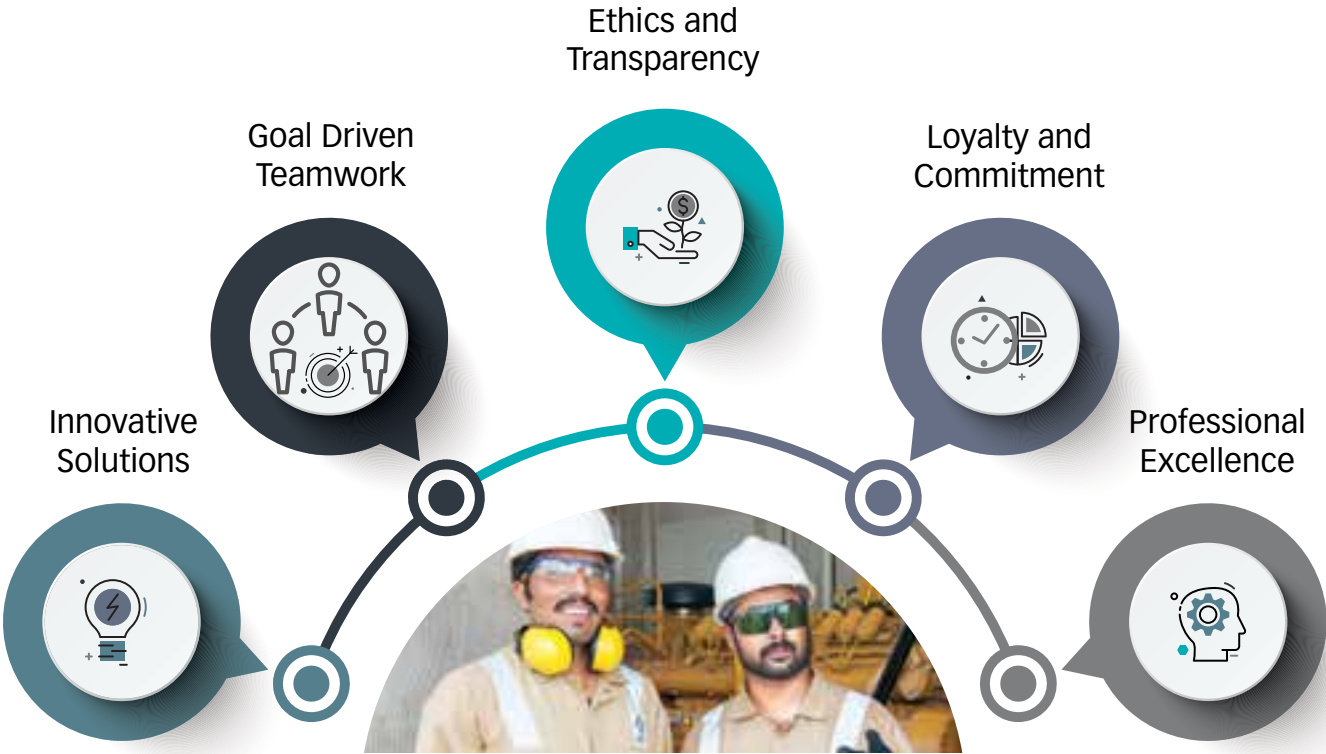 Ethics and
Transparency
Goal Driven
Teamwork
Loyalty and
Commitment
Innovative
Solutions
Professional
Excellence
$